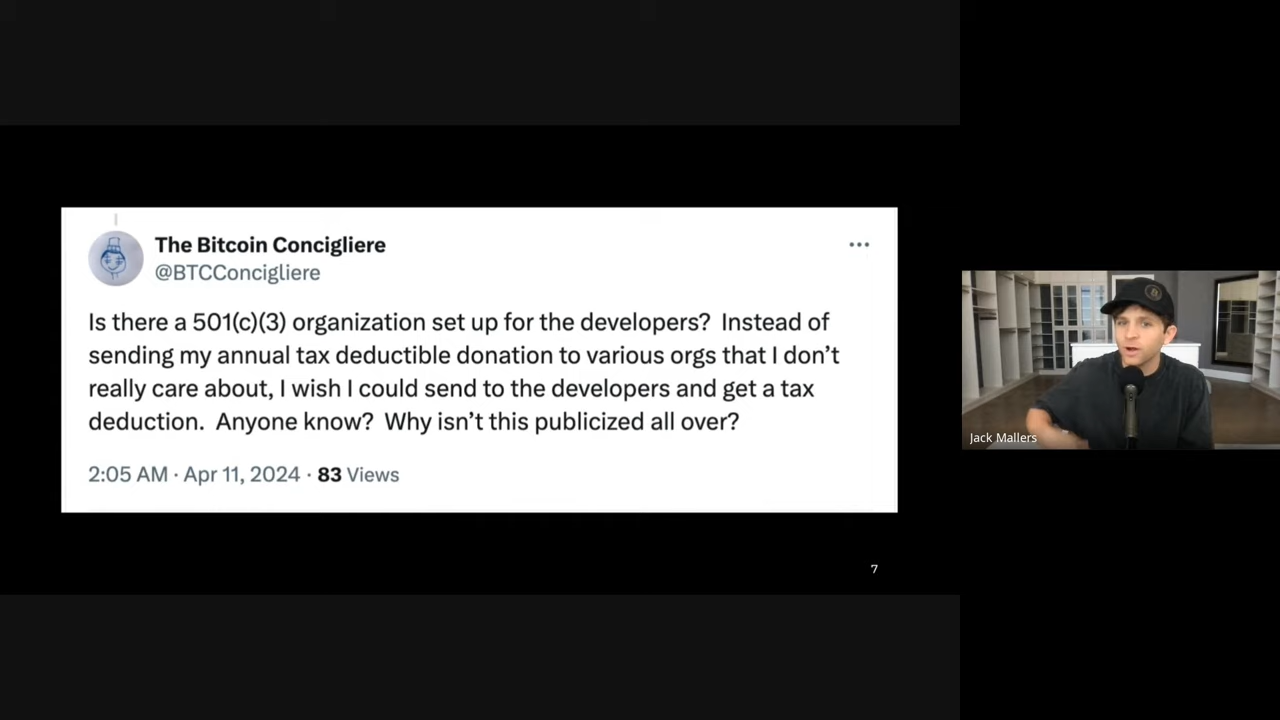 The Bitcoin Concigliere
@BTCConcigliere
Is there a 501(c)(3) organization set up for the developers?  Instead of
sending my annual tax deductible donation to various orgs that I don't
really care about, I wish I could send to the developers and get a tax
deduction.  Anyone know?  Why isn't this publicized all over?
2:05 AM · Apr 11, 2024 · 83 Views
7
Jack Mallers